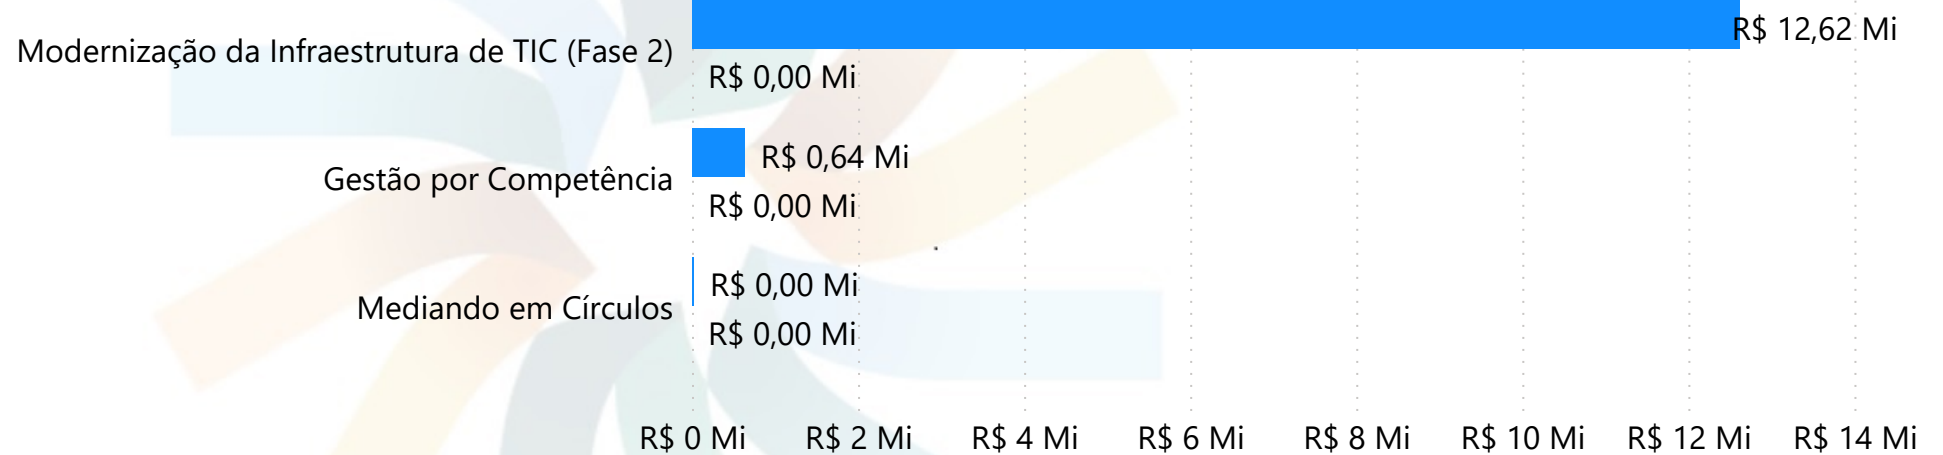 R$ 12,62 Mi
Modernização da Infraestrutura de TIC (Fase 2)
R$ 0,00 Mi
R$ 0,64 Mi
Gestão por Competência
R$ 0,00 Mi
R$ 0,00 Mi
Mediando em Círculos
R$ 0,00 Mi
R$ 0 Mi R$ 2 Mi R$ 4 Mi R$ 6 Mi R$ 8 Mi R$ 10 Mi R$ 12 Mi R$ 14 Mi